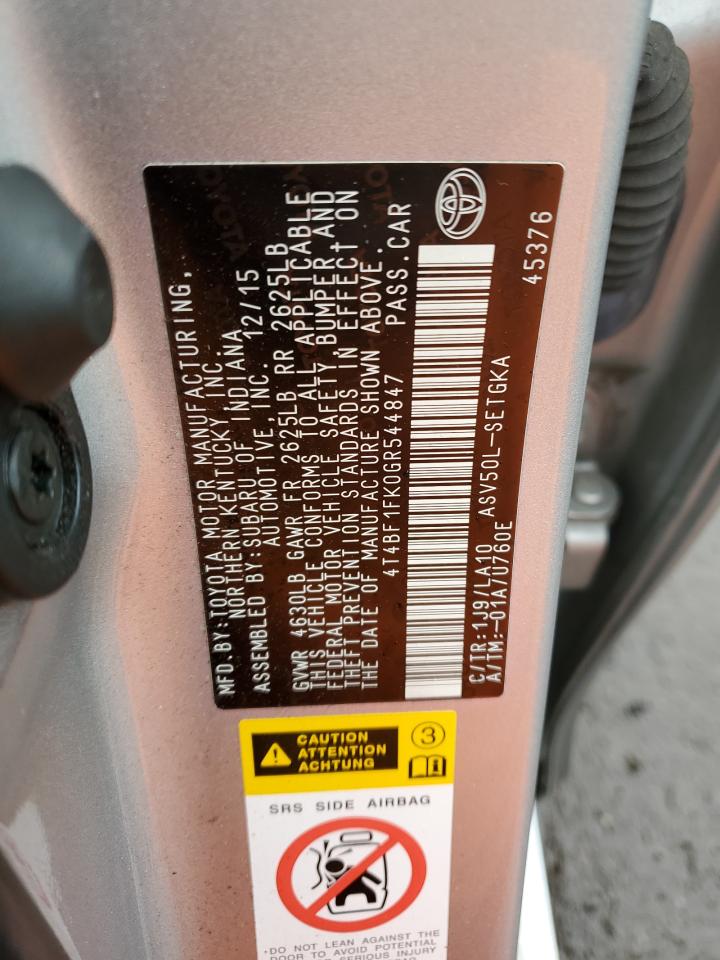 MFD.BY:TOYOTA MOTOR MANUFACTURING,
NORTHERN KENTUCKY INC.
ASSEMBLED BY:SUBARU OF INDIANA
AUTOMOTIVE, INC. 12/15
GVWR 4630LB GAWR FR 2625LB RR 2625LB
THIS VEHICLE CONFORMS TO ALL APPLICABLE
FEDERAL MOTOR VEHICLE SAFETY, BUMPER, AND
THEFT PREVENTION STANDARDS IN EFFECT ON
THE DATE OF MANUFACTURE SHOWN ABOVE.
4T4BF1FK0GR544847 PASS.CAR
C/TR:1J9/LA10 ASV50L-SETGKA
A/TM:-01A/U760E
45376
CAUTION
ATTENTION
ACHTUNG
3
SRS SIDE AIRBAG
·DO NOT LEAN AGAINST THE
DOOR TO AVOID POTENTIAL
SERIOUS INJURY